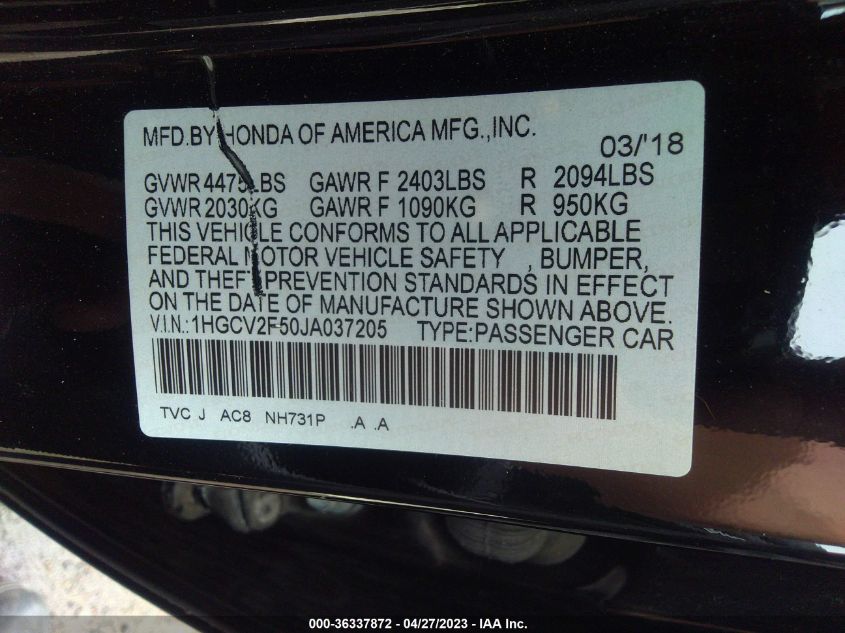 MFD.BY HONDA OF AMERICA MFG.,INC.
03/'18
GVWR 4475LBS GAWR F 2403LBS R 2094LBS
GVWR 2030KG GAWR F 1090KG R 950KG
THIS VEHICLE CONFORMS TO ALL APPLICABLE
FEDERAL MOTOR VEHICLE SAFETY , BUMPER,
AND THEFT PREVENTION STANDARDS IN EFFECT
ON THE DATE OF MANUFACTURE SHOWN ABOVE.
V.I.N.:1HGCV2F50JA037205 TYPE:PASSENGER CAR
TVC J AC8 NH731P .A .A
000-36337872 / 04/27/2023 - IAA Inc.